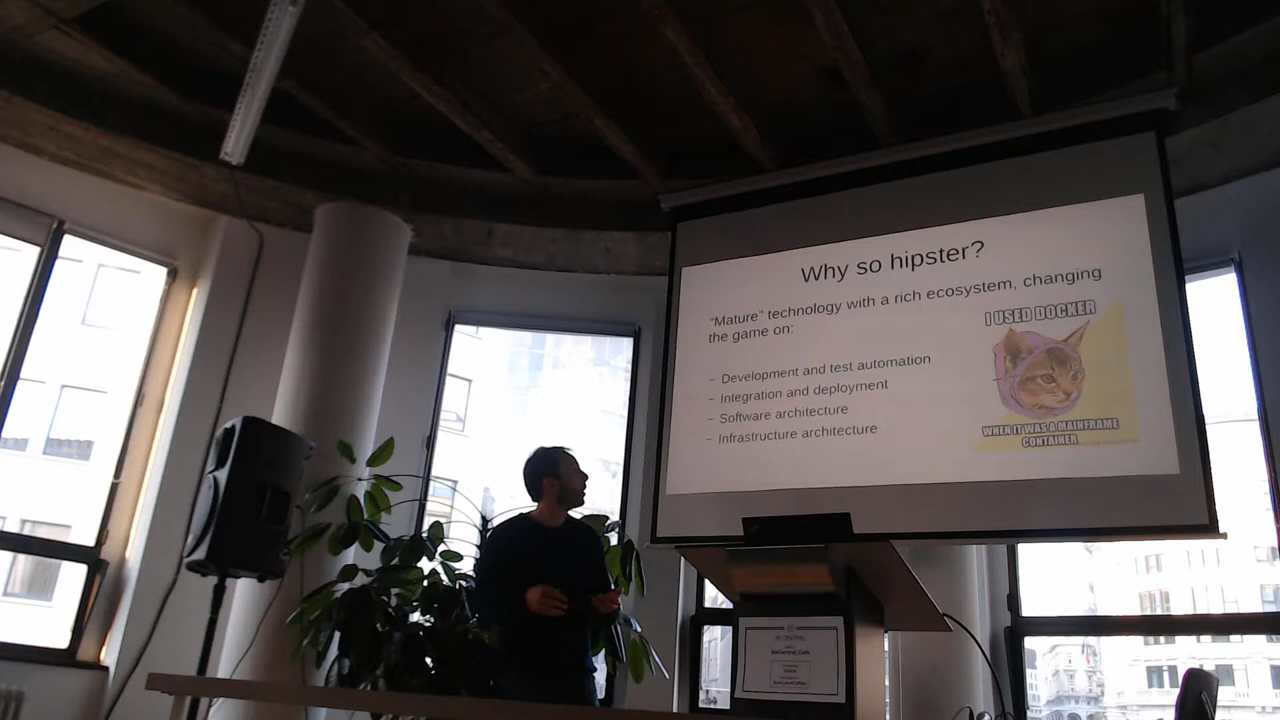 Why so hipster?
“Mature” technology with a rich ecosystem, changing
the game on:
– Development and test automation
– Integration and deployment
– Software architecture
– Infrastructure architecture
I USED DOCKER
WHEN IT WAS A MAINFRAME
CONTAINER